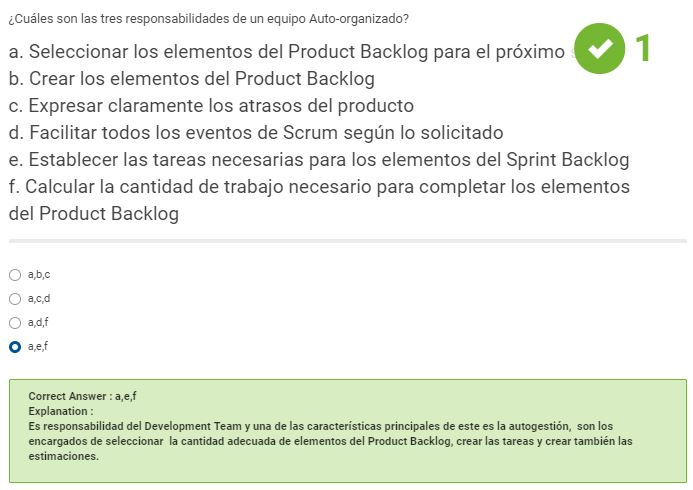 ¿Cuáles son las tres responsabilidades de un equipo Auto-organizado?
a. Seleccionar los elementos del Product Backlog para el próximo
1
b. Crear los elementos del Product Backlog
c. Expresar claramente los atrasos del producto
d. Facilitar todos los eventos de Scrum según lo solicitado
e. Establecer las tareas necesarias para los elementos del Sprint Backlog
f. Calcular la cantidad de trabajo necesario para completar los elementos
del Product Backlog
a,b,c
a,c,d
a,d,f
a,e,f
Correct Answer : a,e,f
Explanation :
Es responsabilidad del Development Team y una de las características principales de este es la autogestión, son los
encargados de seleccionar la cantidad adecuada de elementos del Product Backlog, crear las tareas y crear también las
estimaciones.